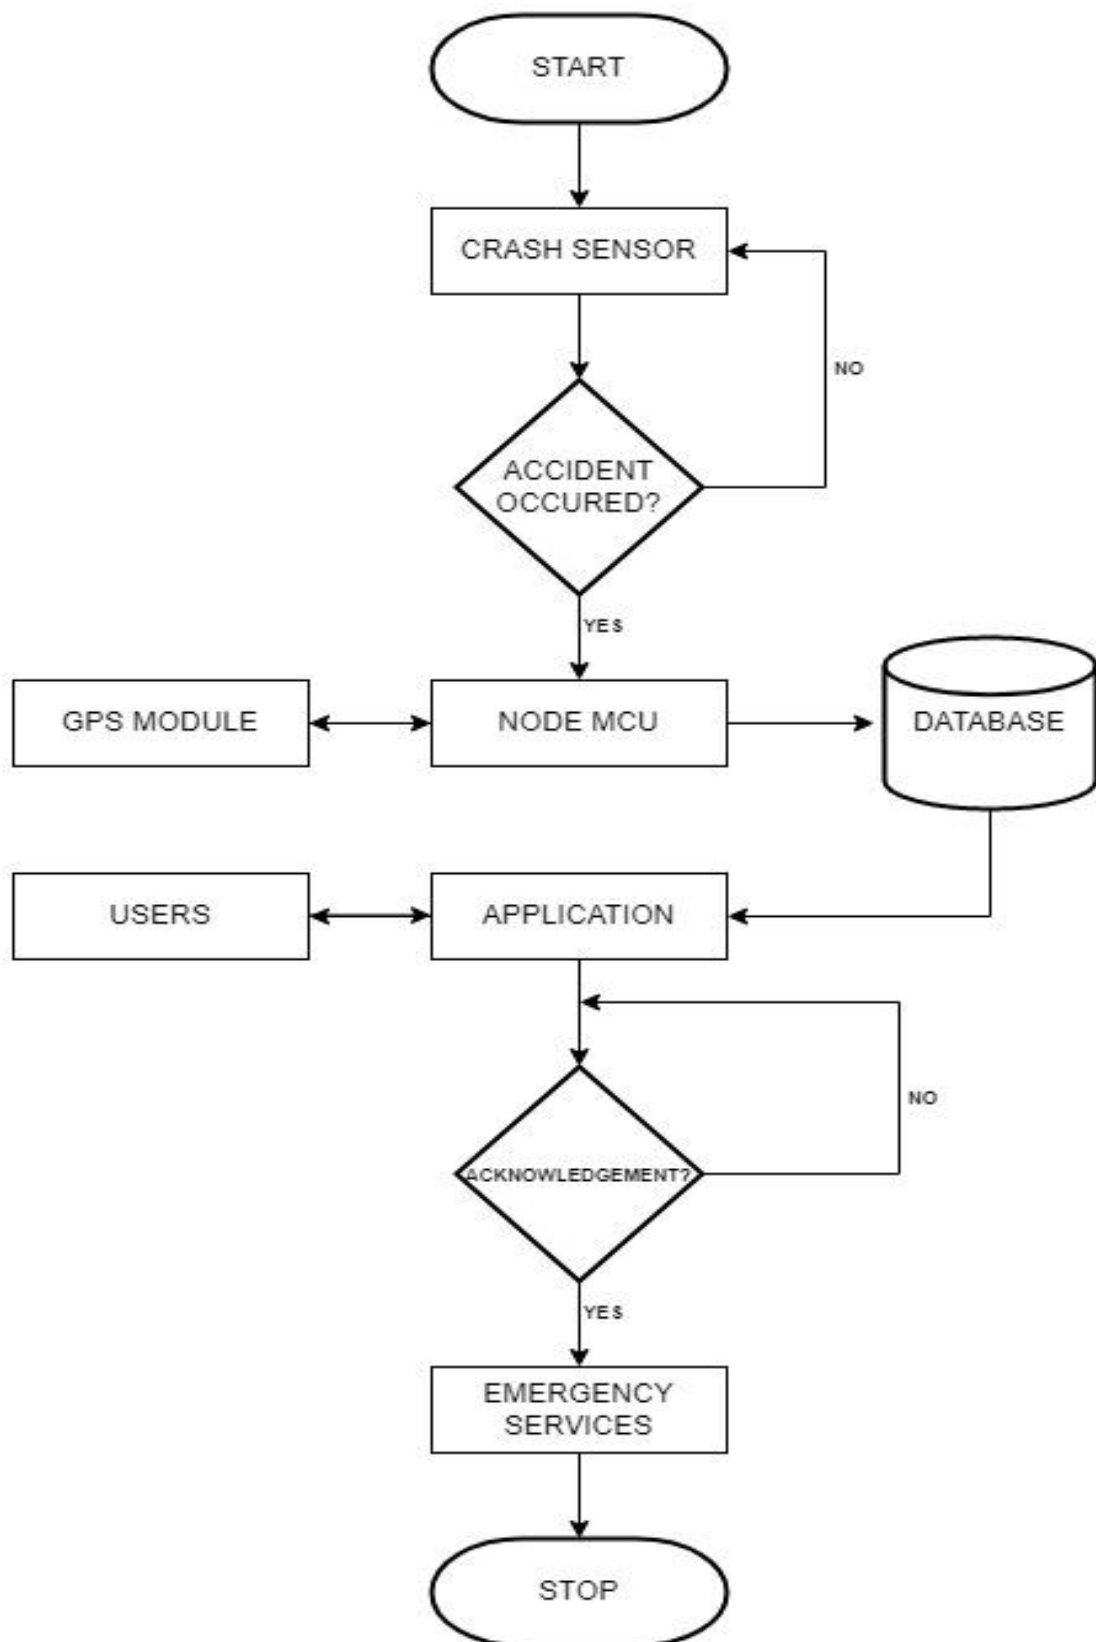 START
CRASH SENSOR
NO
ACCIDENT
OCCURED?
YES
GPS MODULE
NODE MCU
DATABASE
USERS
APPLICATION
NO
ACKNOWLEDGEMENT?
YES
EMERGENCY
SERVICES
STOP